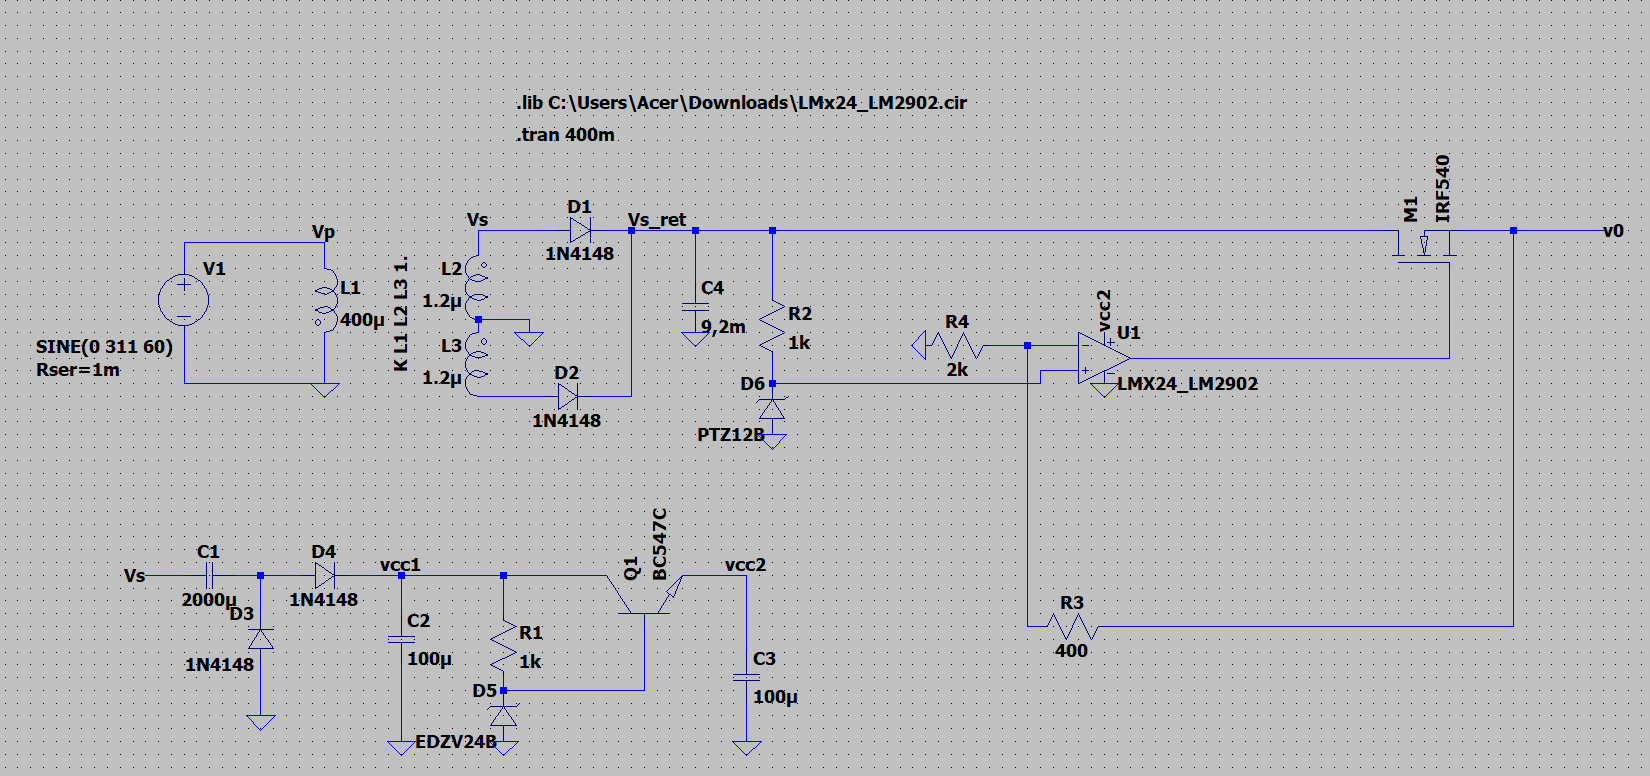 .lib C:\Users\Acer\Downloads\LMx24_LM2902.cir
.tran 400m
M1
IRF540
Vs
D1
Vs_ret
Vp
v0
1N4148
V1
L2
1.2µ
L1
400µ
K L1 L2 L3 1.
C4
9,2m
R2
1k
vcc2
R4
2k
U1
LMX24_LM2902
SINE(0 311 60)
Rser=1m
L3
1.2µ
D2
1N4148
D6
PTZ12B
C1
2000µ
Vs
D4
1N4148
vcc1
Q1
BC547C
vcc2
D3
1N4148
C2
100µ
R1
1k
R3
400
C3
100µ
D5
EDZV24B